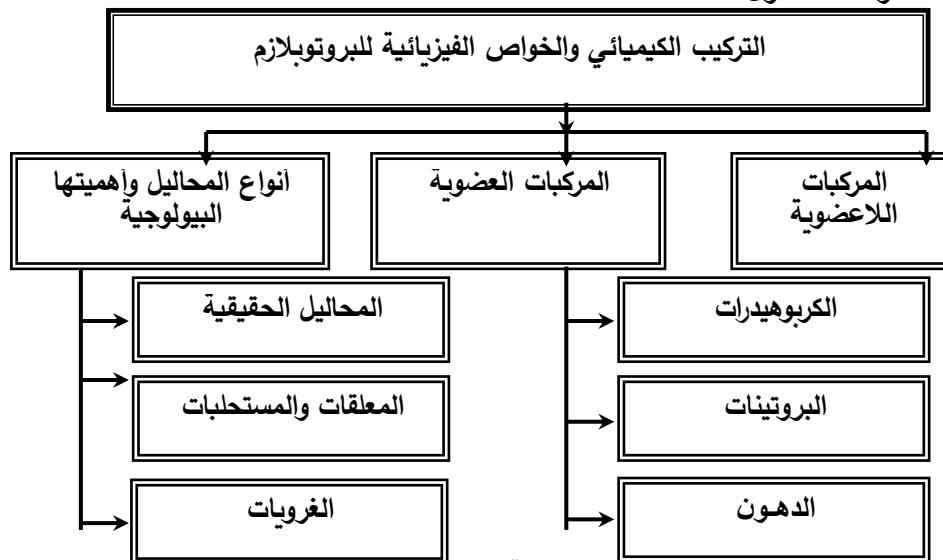 التركيب الكيميائي والخواص الفيزيائية للبروتوبلازم
المركبات
اللاعضوية
المركبات العضوية
الكربوهيدرات
البروتينات
الدهـون
أنواع المحاليل وأهميتها
البيولوجية
المحاليل الحقيقية
المعلقات والمستحلبات
الغرويات